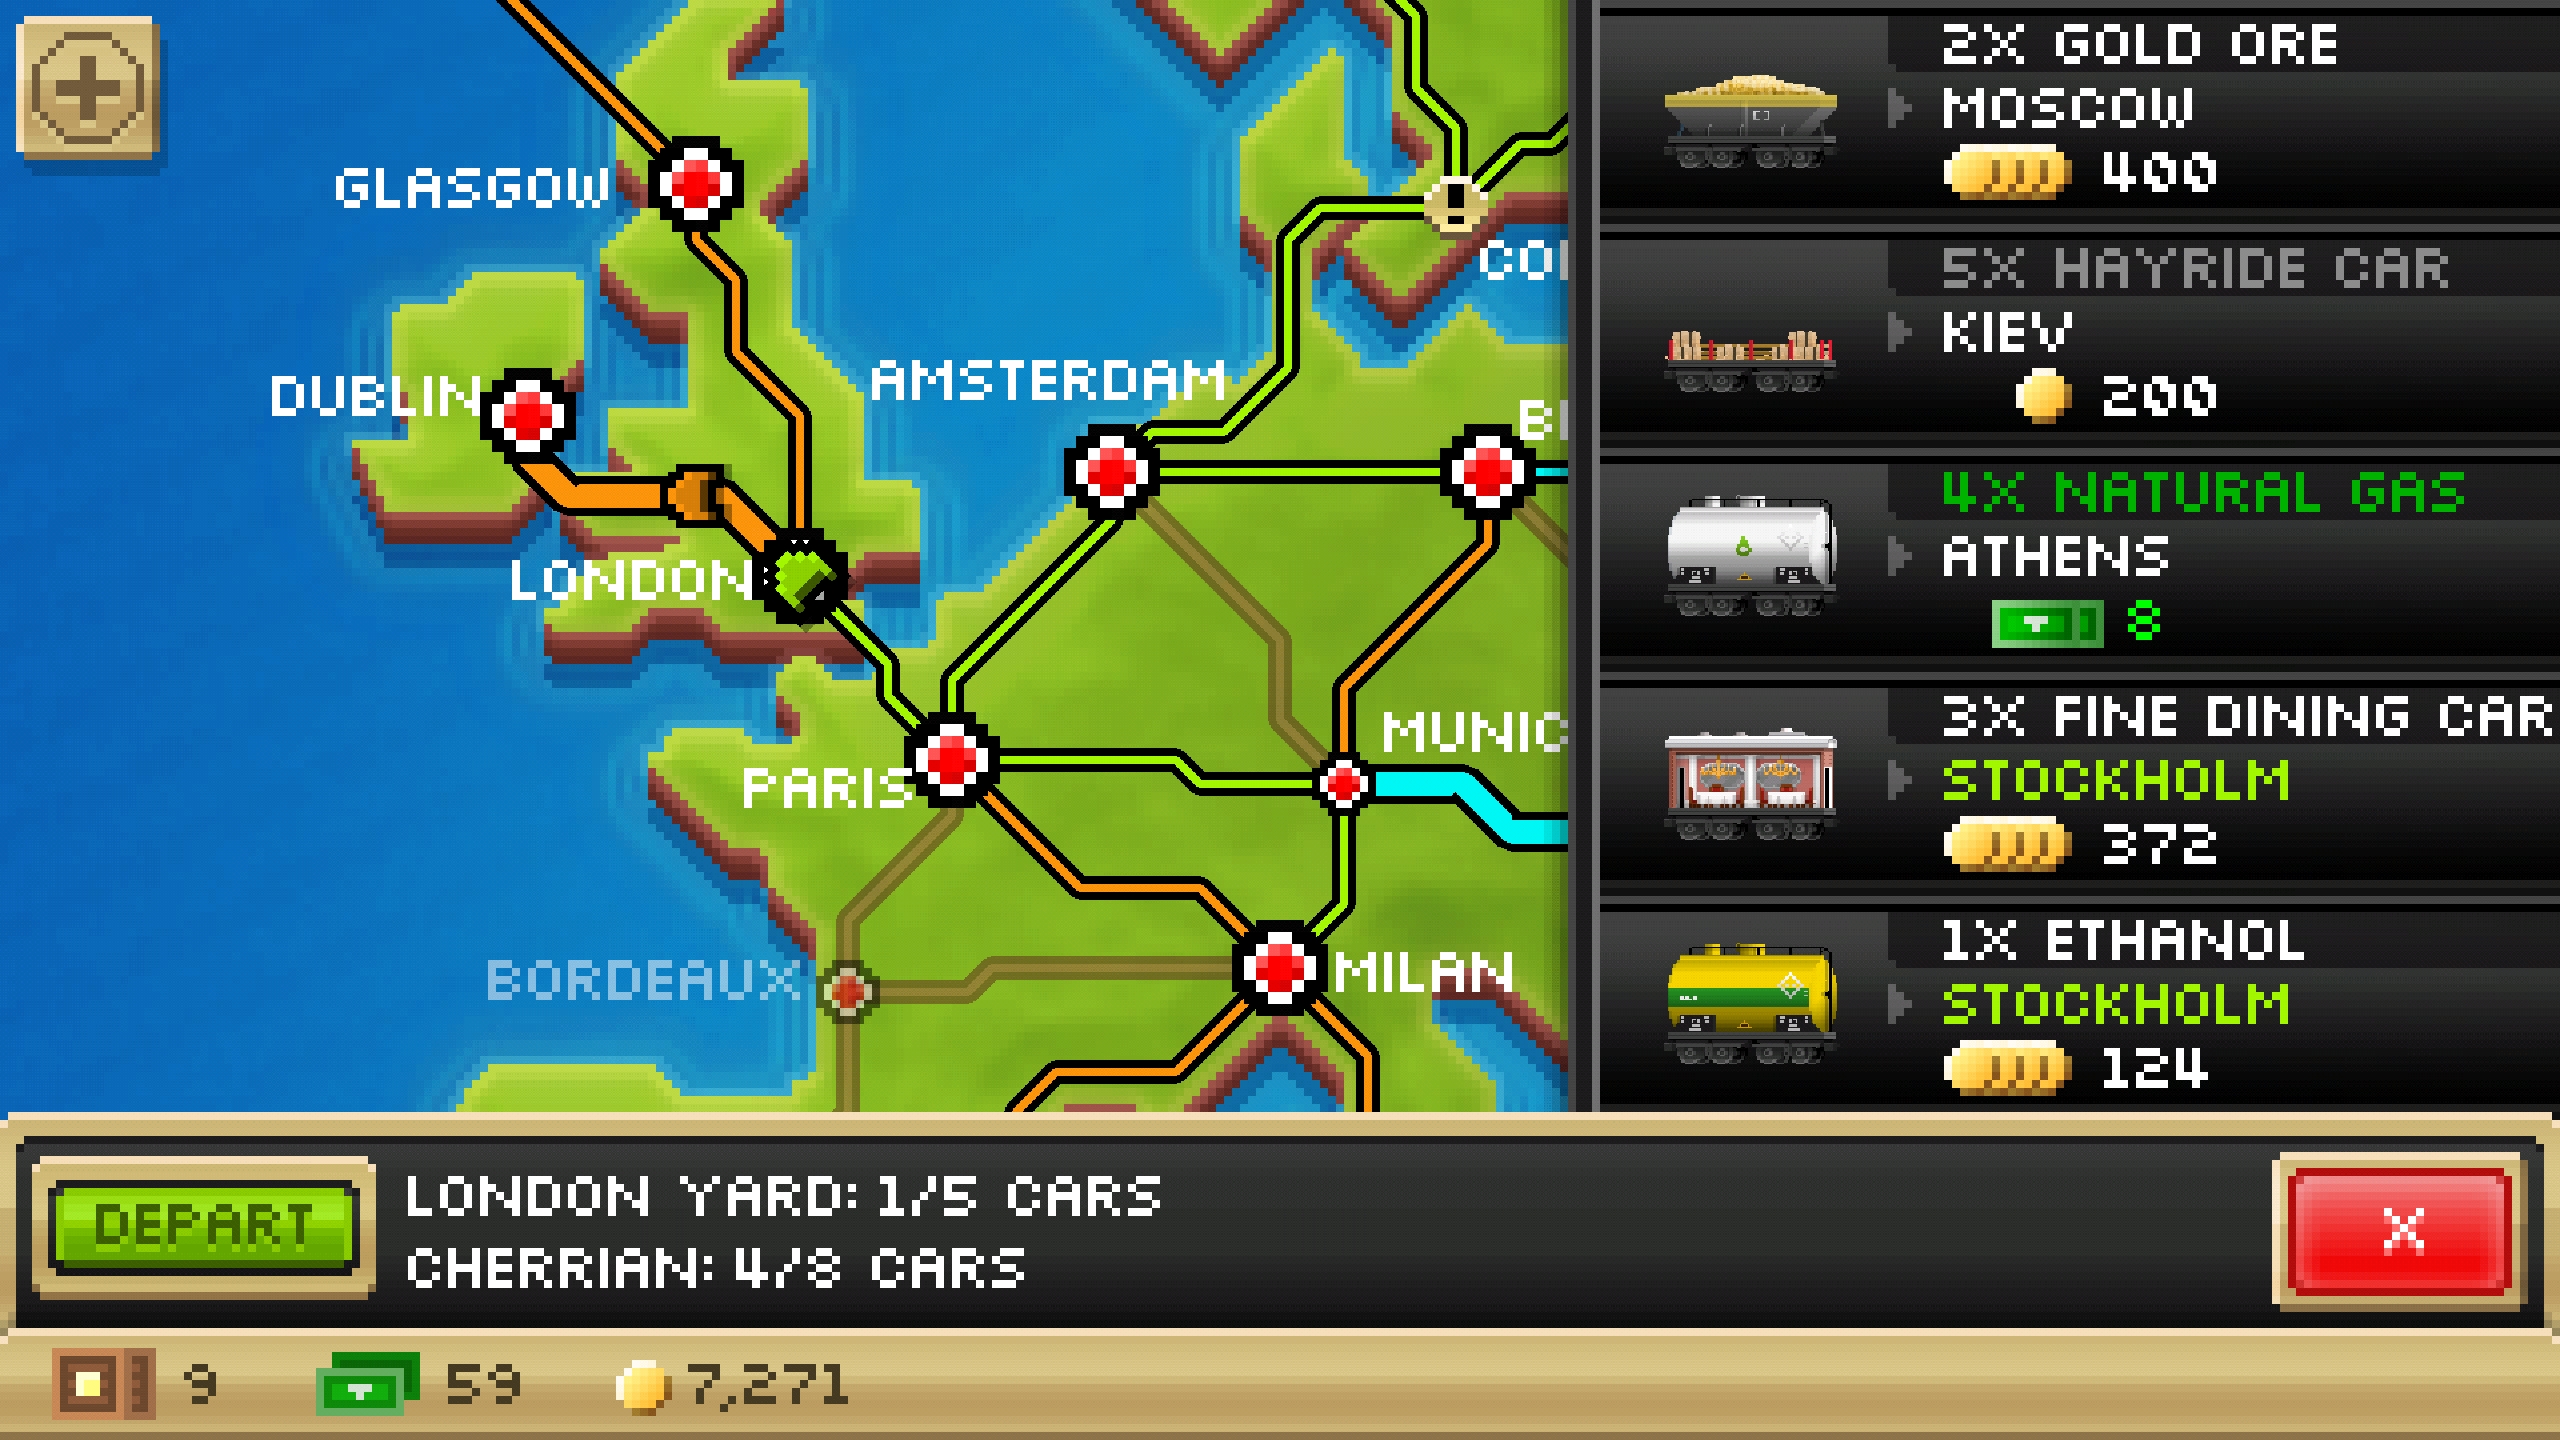 GLASGOW
DUBLIN
AMSTERDAM
LONDON
PARIS
MILAN
BORDEAUX
2X GOLD ORE
MOSCOW
400
5X HAYRIDE CAR
KIEV
200
4X NATURAL GAS
ATHENS
8
3X FINE DINING CAR
STOCKHOLM
372
1X ETHANOL
STOCKHOLM
124
DEPART
LONDON YARD: 1/5 CARS
CHERRIAN: 4/8 CARS
X
9
59
7,271